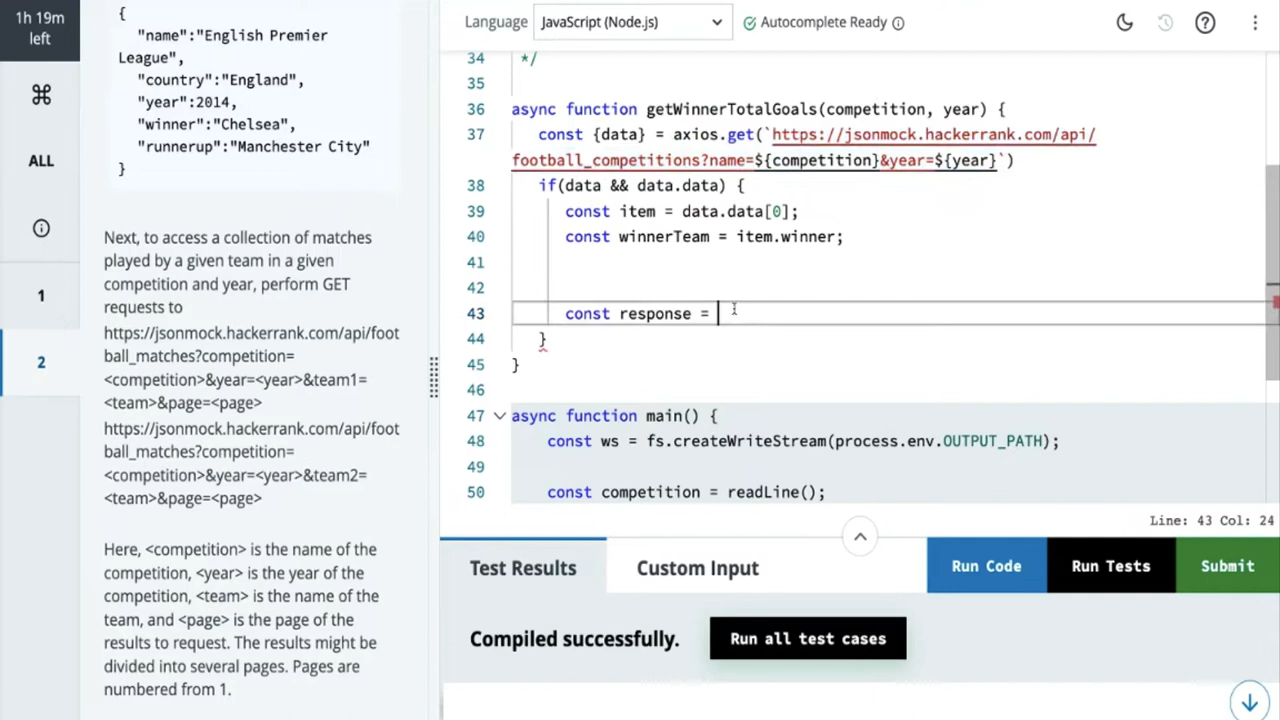 1h 19m
left
⌘
ALL
1
2
{
"name":"English Premier
League",
"country":"England",
"year":2014,
"winner":"Chelsea",
"runnerup":"Manchester City"
}
Next, to access a collection of matches
played by a given team in a given
competition and year, perform GET
requests to
https://jsonmock.hackerrank.com/api/foot
ball_matches?competition=
<competition>&year=<year>&team1=
<team>&page=<page>
https://jsonmock.hackerrank.com/api/foot
ball_matches?competition=
<competition>&year=<year>&team2=
<team>&page=<page>
Here, <competition> is the name of the
competition, <year> is the year of the
competition, <team> is the name of the
team, and <page> is the page of the
results to request. The results might be
divided into several pages. Pages are
numbered from 1.
Language JavaScript (Node.js) Autocomplete Ready
34 */
35
36 async function getWinnerTotalGoals(competition, year) {
37 const {data} = axios.get(`https://jsonmock.hackerrank.com/api/
football_competitions?name=${competition}&year=${year}`)
38 if(data && data.data) {
39 const item = data.data[0];
40 const winnerTeam = item.winner;
41
42
43 const response =
44 }
45 }
46
47 async function main() {
48 const ws = fs.createWriteStream(process.env.OUTPUT_PATH);
49
50 const competition = readLine();
Line: 43 Col: 24
Test Results Custom Input Run Code Run Tests Submit
Compiled successfully. Run all test cases